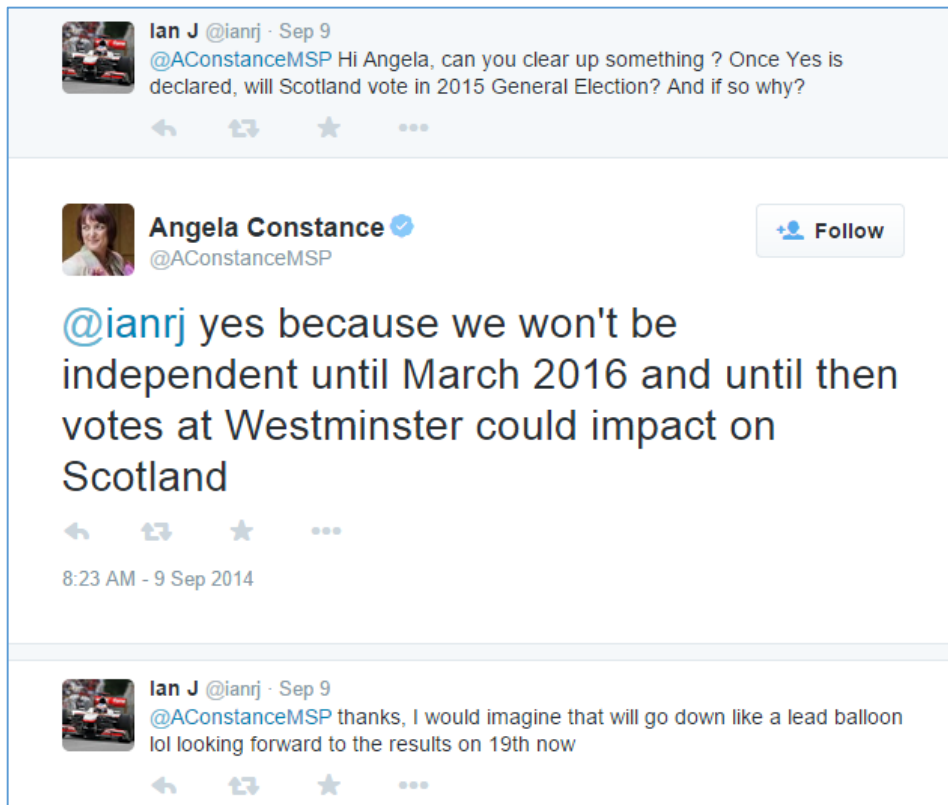 Ian J @ianrj · Sep 9
@AConstanceMSP Hi Angela, can you clear up something ? Once Yes is
declared, will Scotland vote in 2015 General Election? And if so why?
Angela Constance
Follow
@AConstanceMSP
@ianrj yes because we won't be
independent until March 2016 and until then
votes at Westminster could impact on
Scotland
8:23 AM - 9 Sep 2014
Ian J @ianrj · Sep 9
@AConstanceMSP thanks, I would imagine that will go down like a lead balloon
lol looking forward to the results on 19th now